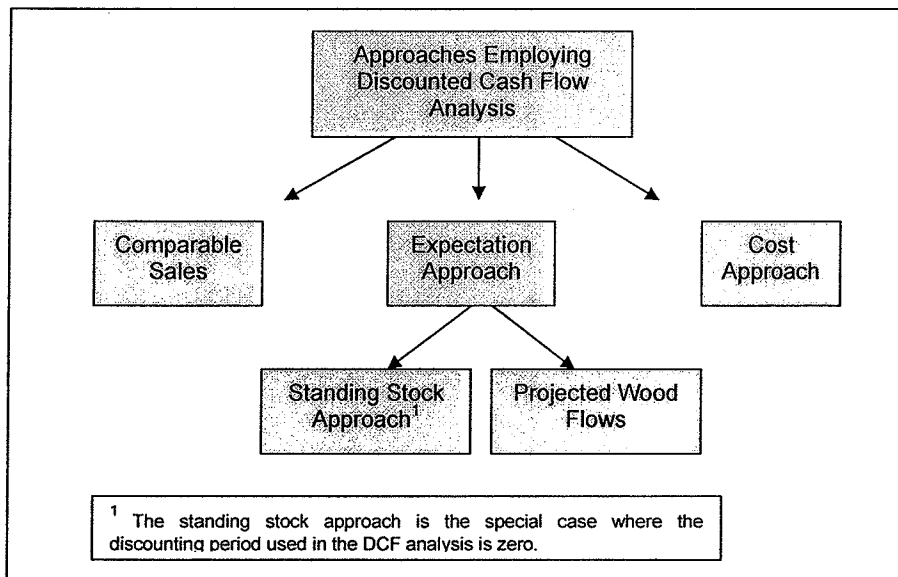 Approaches Employing
Discounted Cash Flow
Analysis
Comparable
Sales
Expectation
Approach
Cost
Approach
Standing Stock
Approach¹
Projected Wood
Flows
¹ The standing stock approach is the special case where the
discounting period used in the DCF analysis is zero.